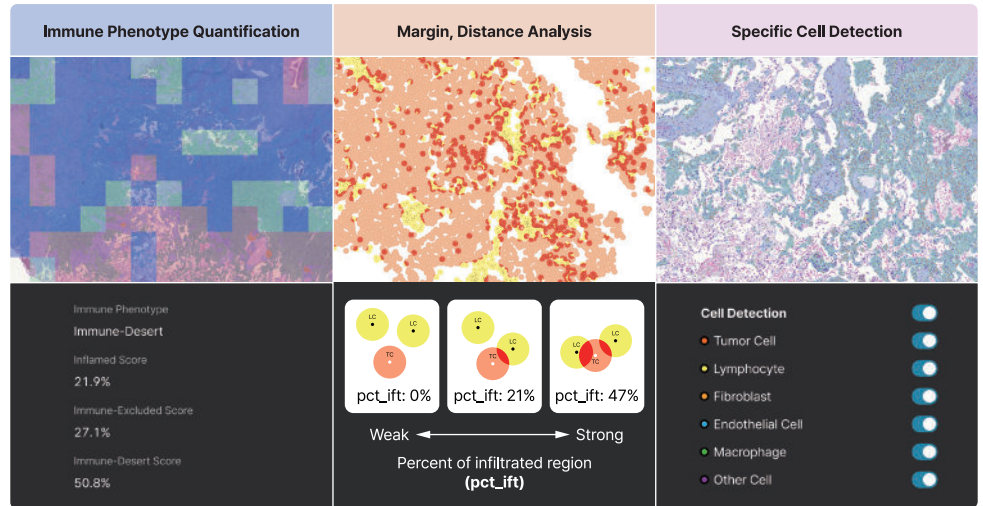 Immune Phenotype Quantification
Margin, Distance Analysis
Specific Cell Detection
Immune Phenotype
Immune-Desert
Inflamed Score
21.9%
Immune-Excluded Score
27.1%
Immune-Desert Score
50.8%
LC
LC
TC
pct_ift: 0%
LC
LC
TC
pct_ift: 21%
LC
LC
TC
pct_ift: 47%
Weak
Strong
Percent of infiltrated region
(pct_ift)
Cell Detection
Tumor Cell
Lymphocyte
Fibroblast
Endothelial Cell
Macrophage
Other Cell